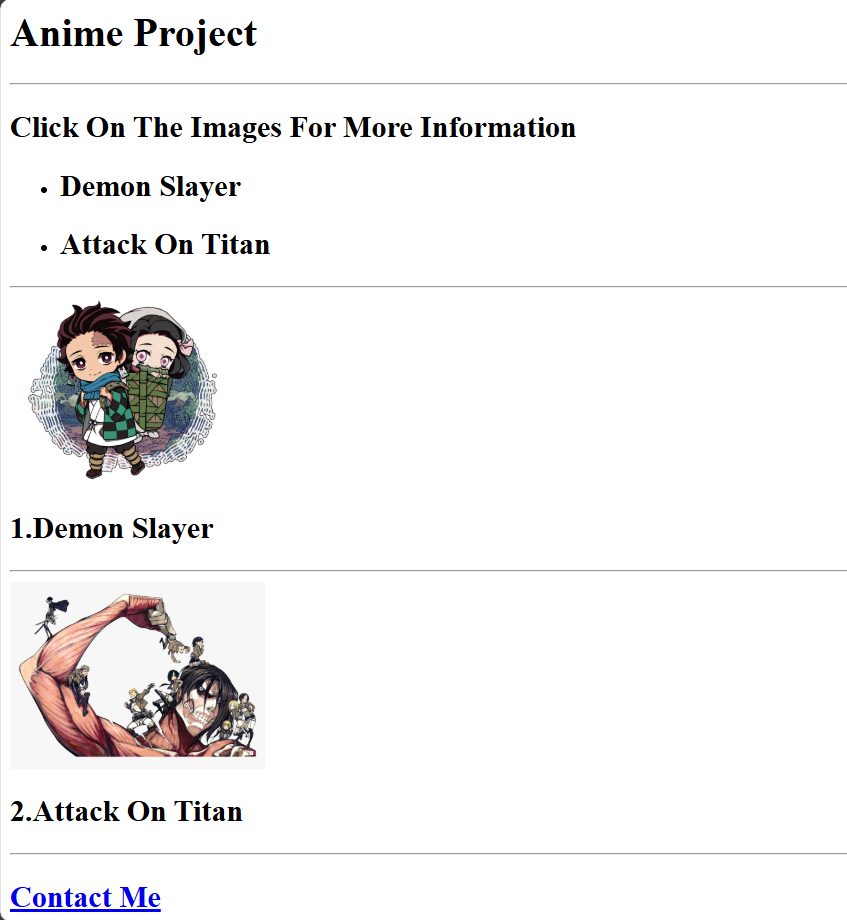 Anime Project
Click On The Images For More Information
Demon Slayer
Attack On Titan
1.Demon Slayer
2.Attack On Titan
Contact Me